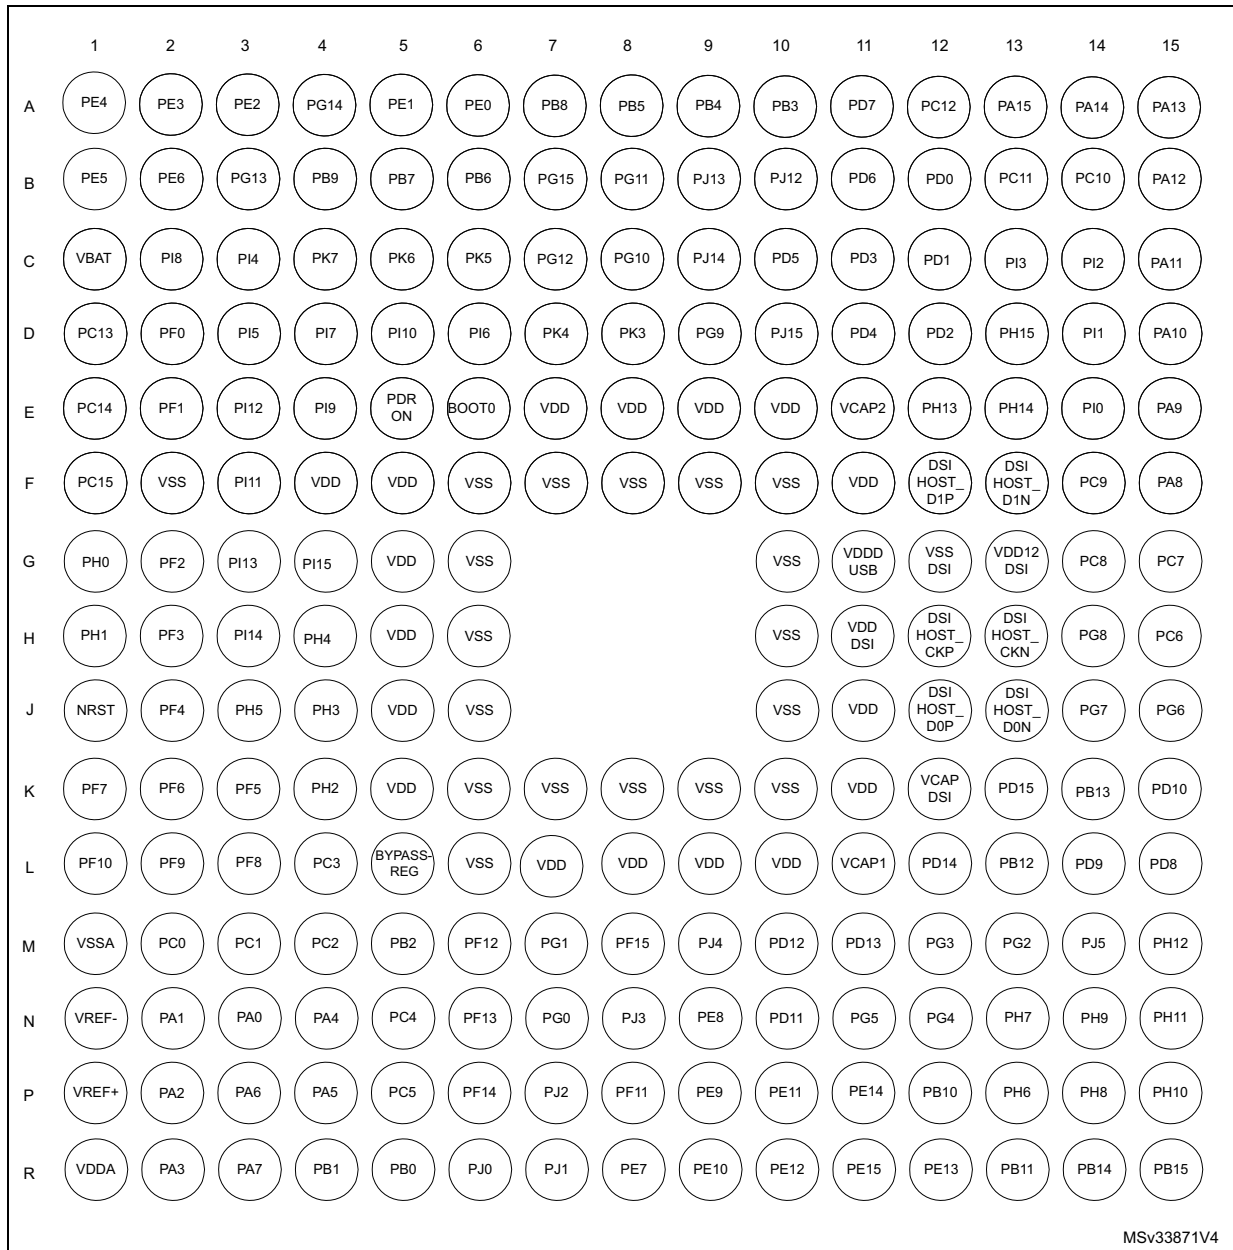 1 2 3 4 5 6 7 8 9 10 11 12 13 14 15
A PE4 PE3 PE2 PG14 PE1 PE0 PB8 PB5 PB4 PB3 PD7 PC12 PA15 PA14 PA13
B PE5 PE6 PG13 PB9 PB7 PB6 PG15 PG11 PJ13 PJ12 PD6 PD0 PC11 PC10 PA12
C VBAT PI8 PI4 PK7 PK6 PK5 PG12 PG10 PJ14 PD5 PD3 PD1 PI3 PI2 PA11
D PC13 PF0 PI5 PI7 PI10 PI6 PK4 PK3 PG9 PJ15 PD4 PD2 PH15 PI1 PA10
E PC14 PF1 PI12 PI9 PDR ON BOOT0 VDD VDD VDD VDD VCAP2 PH13 PH14 PI0 PA9
F PC15 VSS PI11 VDD VDD VSS VSS VSS VSS VSS VDD DSI HOST_ D1P DSI HOST_ D1N PC9 PA8
G PH0 PF2 PI13 PI15 VDD VSS VSS VDDD USB VSS DSI VDD12 DSI PC8 PC7
H PH1 PF3 PI14 PH4 VDD VSS VSS VDD DSI DSI HOST_ CKP DSI HOST_ CKN PG8 PC6
J NRST PF4 PH5 PH3 VDD VSS VSS VDD DSI HOST_ D0P DSI HOST_ D0N PG7 PG6
K PF7 PF6 PF5 PH2 VDD VSS VSS VSS VSS VSS VDD VCAP DSI PD15 PB13 PD10
L PF10 PF9 PF8 PC3 BYPASS- REG VSS VDD VDD VDD VDD VCAP1 PD14 PB12 PD9 PD8
M VSSA PC0 PC1 PC2 PB2 PF12 PG1 PF15 PJ4 PD12 PD13 PG3 PG2 PJ5 PH12
N VREF- PA1 PA0 PA4 PC4 PF13 PG0 PJ3 PE8 PD11 PG5 PG4 PH7 PH9 PH11
P VREF+ PA2 PA6 PA5 PC5 PF14 PJ2 PF11 PE9 PE11 PE14 PB10 PH6 PH8 PH10
R VDDA PA3 PA7 PB1 PB0 PJ0 PJ1 PE7 PE10 PE12 PE15 PE13 PB11 PB14 PB15
MSv33871V4